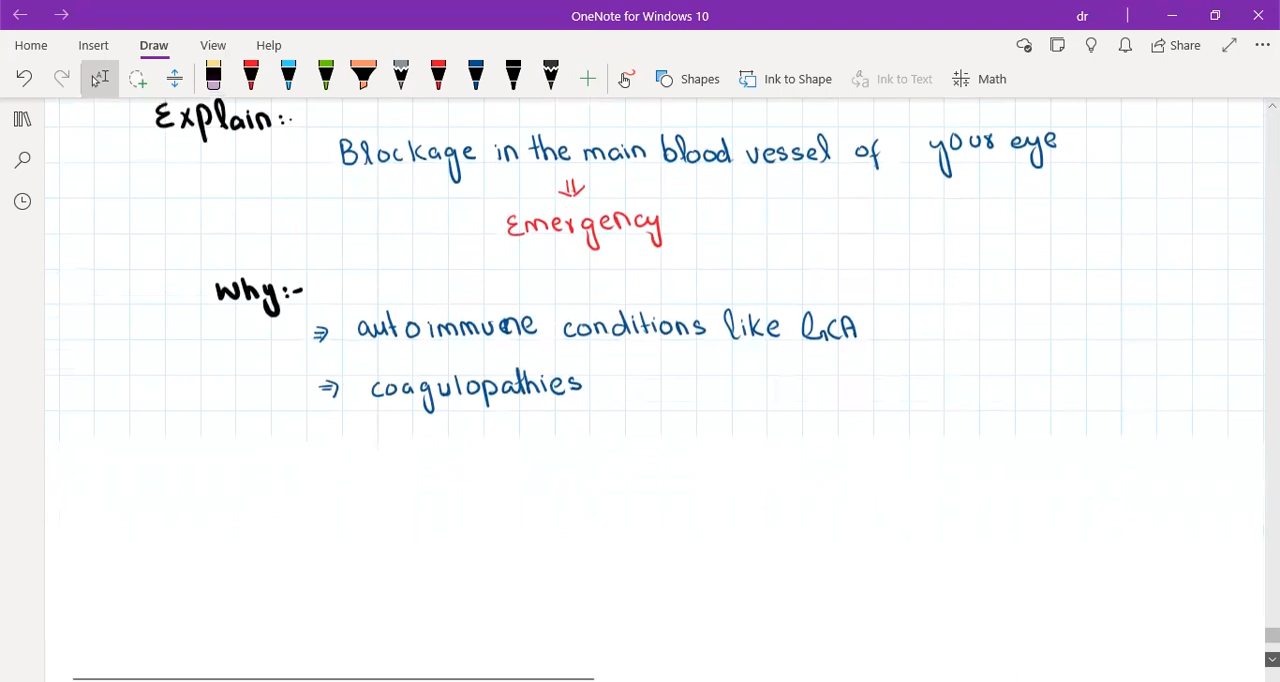 OneNote for Windows 10
dr
Home Insert Draw View Help
Share
Shapes
Ink to Shape
Ink to Text
Math
Explain:-
Blockage in the main blood vessel of your eye
⇓
Emergency
Why:-
⇒ autoimmune conditions like GCA
⇒ coagulopathies